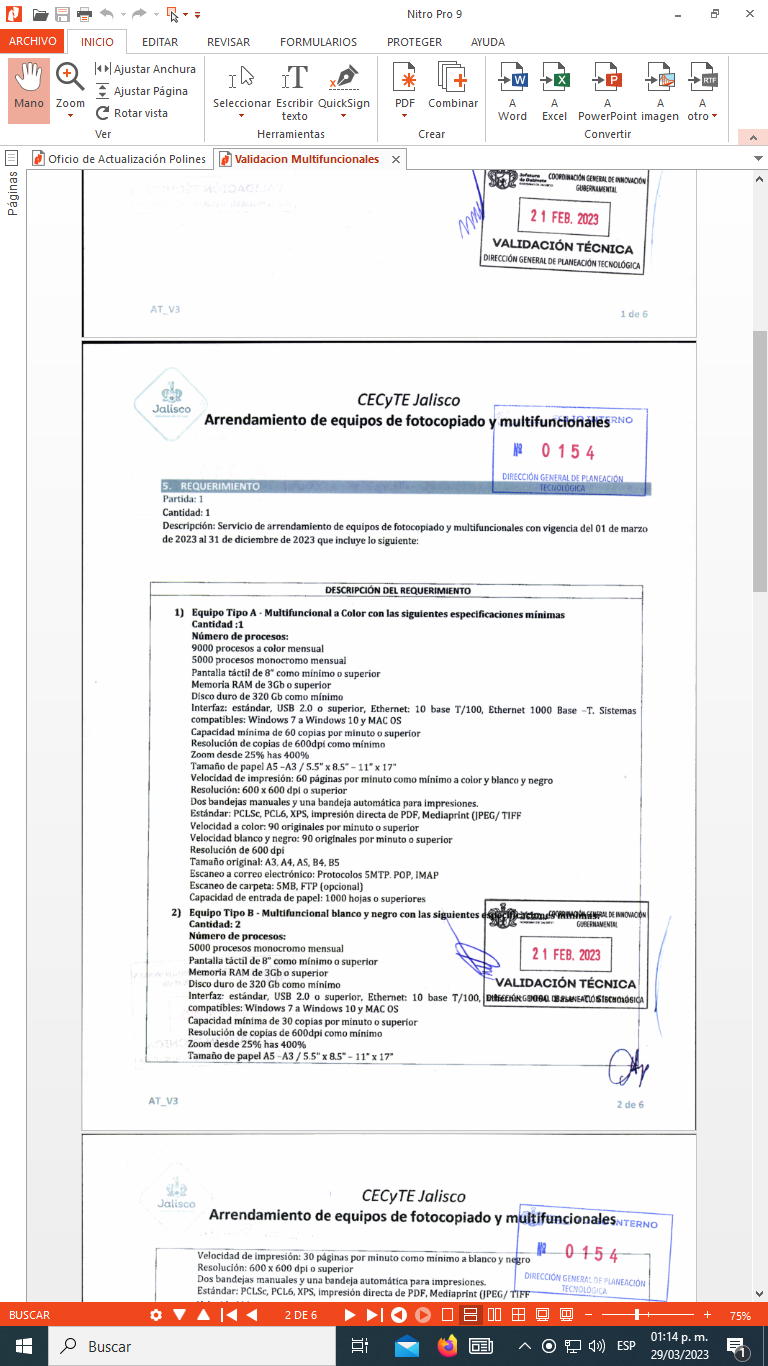 Nitro Pro 9
ARCHIVO INICIO EDITAR REVISAR FORMULARIOS PROTEGER AYUDA
Mano
Zoom
Ajustar Anchura
Ajustar Página
Rotar vista
Ver
Seleccionar
Escribir texto
QuickSign
Herramientas
PDF
Combinar
Crear
A Word
A Excel
A PowerPoint
A imagen
A otro
Convertir
Oficio de Actualización Polines
Validacion Multifuncionales
Páginas
COORDINACIÓN GENERAL DE INNOVACIÓN
GUBERNAMENTAL
21 FEB. 2023
VALIDACIÓN TÉCNICA
DIRECCIÓN GENERAL DE PLANEACIÓN TECNOLÓGICA
AT_V3
1 de 6
Jalisco
CECyTE Jalisco
Arrendamiento de equipos de fotocopiado y multifuncionales
FOLIO INTERNO
Nº 0154
DIRECCIÓN GENERAL DE PLANEACIÓN
TECNOLÓGICA
5. REQUERIMIENTO
Partida: 1
Cantidad: 1
Descripción: Servicio de arrendamiento de equipos de fotocopiado y multifuncionales con vigencia del 01 de marzo
de 2023 al 31 de diciembre de 2023 que incluye lo siguiente:
DESCRIPCIÓN DEL REQUERIMIENTO
1) Equipo Tipo A - Multifuncional a Color con las siguientes especificaciones mínimas
Cantidad :1
Número de procesos:
9000 procesos a color mensual
5000 procesos monocromo mensual
Pantalla táctil de 8" como mínimo o superior
Memoria RAM de 3Gb o superior
Disco duro de 320 Gb como mínimo
Interfaz: estándar, USB 2.0 o superior, Ethernet: 10 base T/100, Ethernet 1000 Base –T. Sistemas
compatibles: Windows 7 a Windows 10 y MAC OS
Capacidad mínima de 60 copias por minuto o superior
Resolución de copias de 600dpi como mínimo
Zoom desde 25% has 400%
Tamaño de papel A5 –A3 / 5.5" x 8.5" – 11" x 17"
Velocidad de impresión: 60 páginas por minuto como mínimo a color y blanco y negro
Resolución: 600 x 600 dpi o superior
Dos bandejas manuales y una bandeja automática para impresiones.
Estándar: PCLSc, PCL6, XPS, impresión directa de PDF, Mediaprint (JPEG/ TIFF
Velocidad a color: 90 originales por minuto o superior
Velocidad blanco y negro: 90 originales por minuto o superior
Resolución de 600 dpi
Tamaño original: A3, A4, A5, B4, B5
Escaneo a correo electrónico: Protocolos 5MTP. POP, IMAP
Escaneo de carpeta: 5MB, FTP (opcional)
Capacidad de entrada de papel: 1000 hojas o superiores
2) Equipo Tipo B - Multifuncional blanco y negro con las siguientes especificaciones mínimas.
Cantidad: 2
Número de procesos:
5000 procesos monocromo mensual
Pantalla táctil de 8" como mínimo o superior
Memoria RAM de 3Gb o superior
Disco duro de 320 Gb como mínimo
Interfaz: estándar, USB 2.0 o superior, Ethernet: 10 base T/100, Ethernet 1000 Base –T. Sistemas
compatibles: Windows 7 a Windows 10 y MAC OS
Capacidad mínima de 30 copias por minuto o superior
Resolución de copias de 600dpi como mínimo
Zoom desde 25% has 400%
Tamaño de papel A5 –A3 / 5.5" x 8.5" – 11" x 17"
COORDINACIÓN GENERAL DE INNOVACIÓN
GUBERNAMENTAL
21 FEB. 2023
VALIDACIÓN TÉCNICA
DIRECCIÓN GENERAL DE PLANEACIÓN TECNOLÓGICA
AT_V3
2 de 6
Jalisco
CECyTE Jalisco
Arrendamiento de equipos de fotocopiado y multifuncionales
FOLIO INTERNO
Nº 0154
DIRECCIÓN GENERAL DE PLANEACIÓN
TECNOLÓGICA
Velocidad de impresión: 30 páginas por minuto como mínimo a blanco y negro
Resolución: 600 x 600 dpi o superior
Dos bandejas manuales y una bandeja automática para impresiones.
Estándar: PCLSc, PCL6, XPS, impresión directa de PDF, Mediaprint (JPEG/ TIFF
BUSCAR
2 DE 6
75%
Buscar
ESP
01:14 p. m.
29/03/2023
1